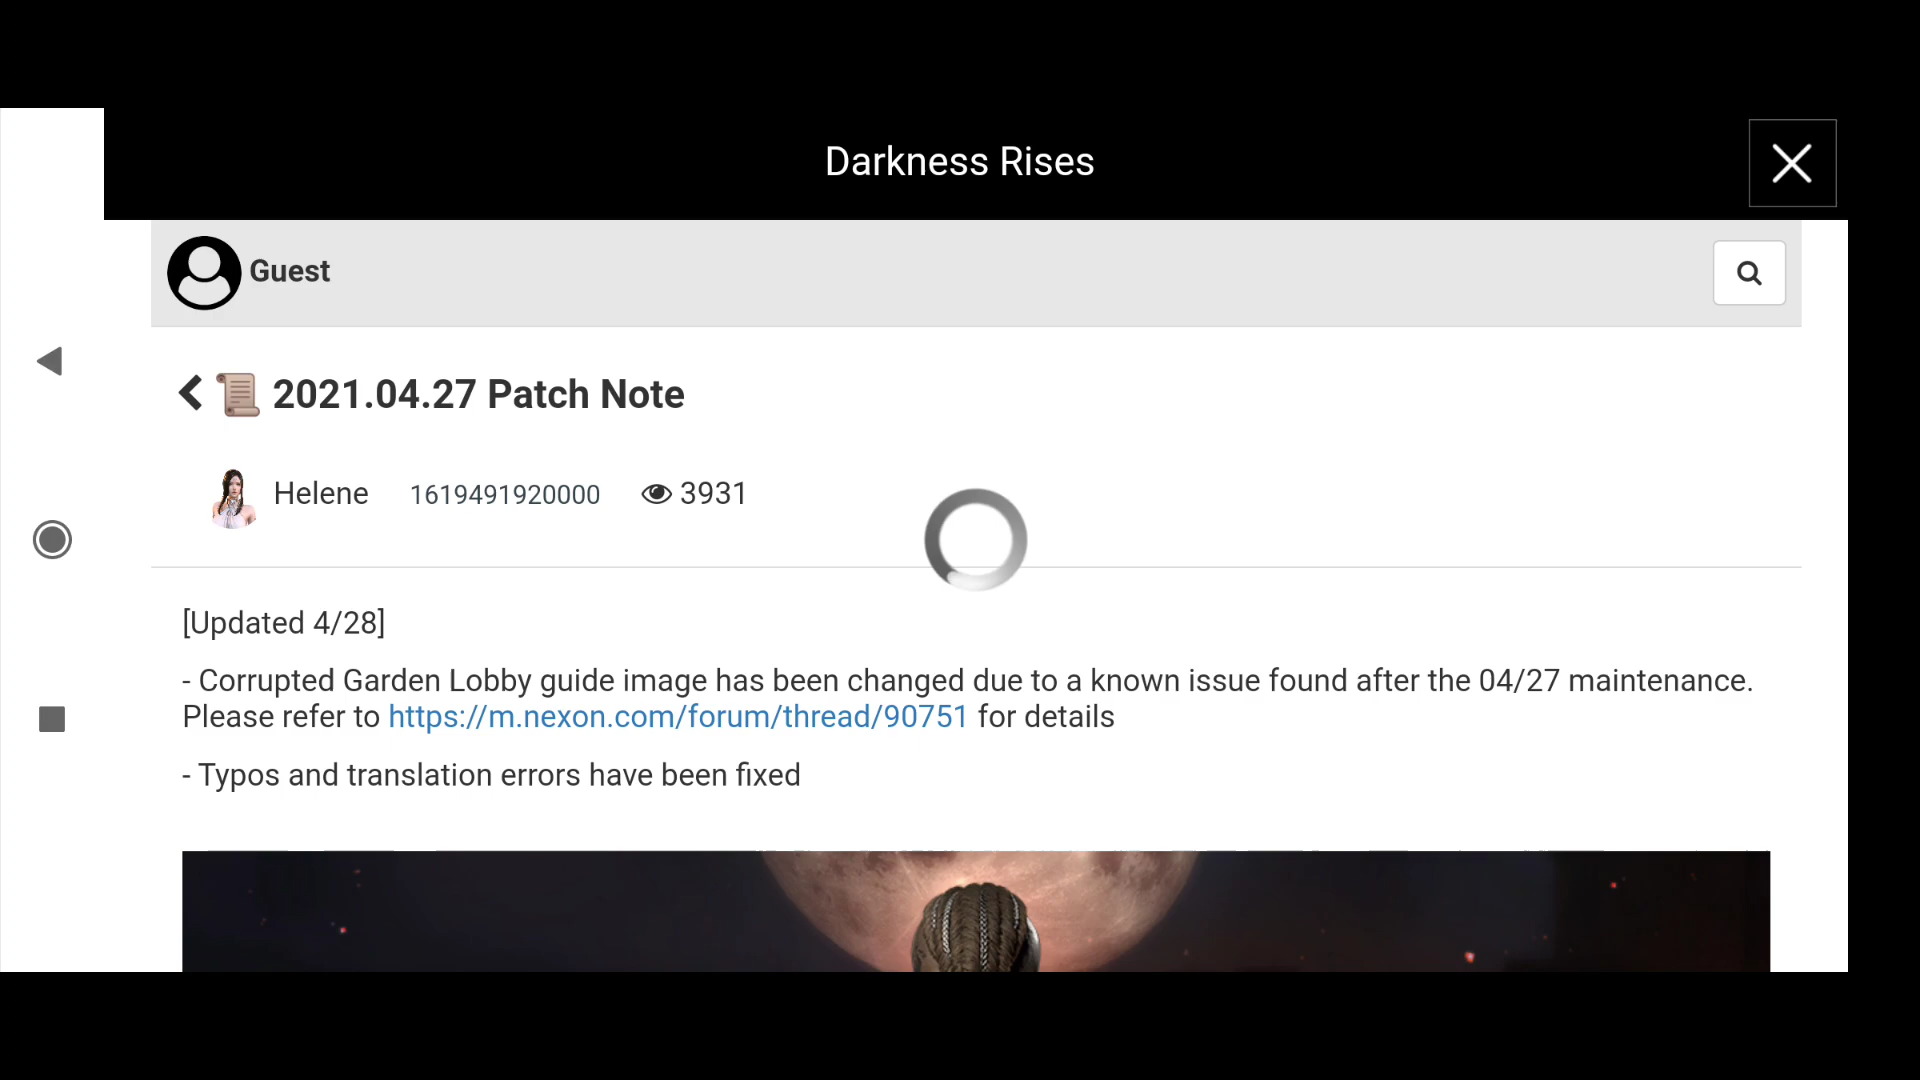 Darkness Rises
Guest
2021.04.27 Patch Note
Helene 1619491920000 3931
[Updated 4/28]
- Corrupted Garden Lobby guide image has been changed due to a known issue found after the 04/27 maintenance.
Please refer to https://m.nexon.com/forum/thread/90751 for details
- Typos and translation errors have been fixed